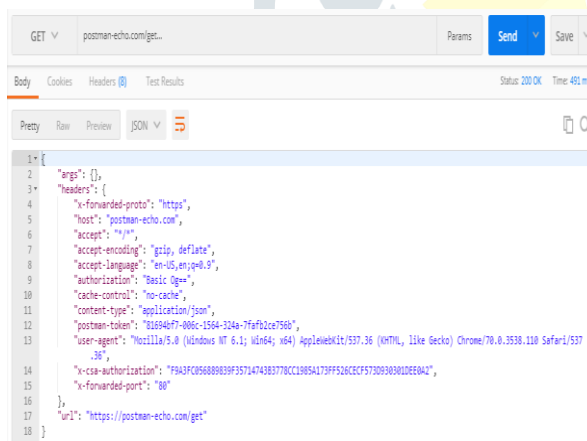 GET postman-echo.com/get... Params Send Save
Body Cookies Headers (8) Test Results Status: 200 OK Time: 491 m
Pretty Raw Preview JSON
1 {
2 "args": {},
3 "headers": {
4 "x-forwarded-proto": "https",
5 "host": "postman-echo.com",
6 "accept": "*/*",
7 "accept-encoding": "gzip, deflate",
8 "accept-language": "en-US,en;q=0.9",
9 "authorization": "Basic Og==",
10 "cache-control": "no-cache",
11 "content-type": "application/json",
12 "postman-token": "81694bf7-006c-1564-324a-7fafb2ce756b",
13 "user-agent": "Mozilla/5.0 (Windows NT 6.1; Win64; x64) AppleWebKit/537.36 (KHTML, like Gecko) Chrome/70.0.3538.110 Safari/537
.36",
14 "x-csa-authorization": "F9A3FC056889839F3571474383778CC1985A173FF526CECF573D930301DEE0A2",
15 "x-forwarded-port": "80"
16 },
17 "url": "https://postman-echo.com/get"
18 }